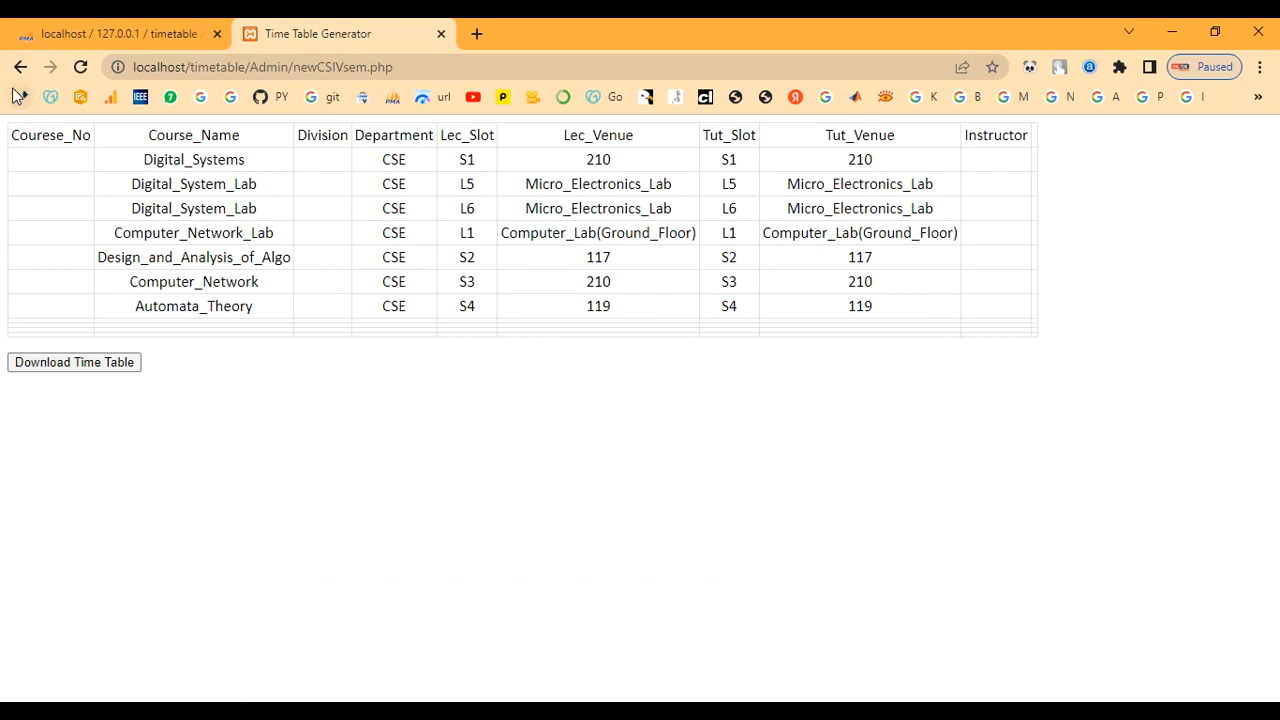 localhost / 127.0.0.1 / timetable
Time Table Generator
localhost/timetable/Admin/newCSIVsem.php
Paused
IEEE PY git url Go K B M N A P I »
Courese_No Course_Name Division Department Lec_Slot Lec_Venue Tut_Slot Tut_Venue Instructor
Digital_Systems CSE S1 210 S1 210
Digital_System_Lab CSE L5 Micro_Electronics_Lab L5 Micro_Electronics_Lab
Digital_System_Lab CSE L6 Micro_Electronics_Lab L6 Micro_Electronics_Lab
Computer_Network_Lab CSE L1 Computer_Lab(Ground_Floor) L1 Computer_Lab(Ground_Floor)
Design_and_Analysis_of_Algo CSE S2 117 S2 117
Computer_Network CSE S3 210 S3 210
Automata_Theory CSE S4 119 S4 119
Download Time Table